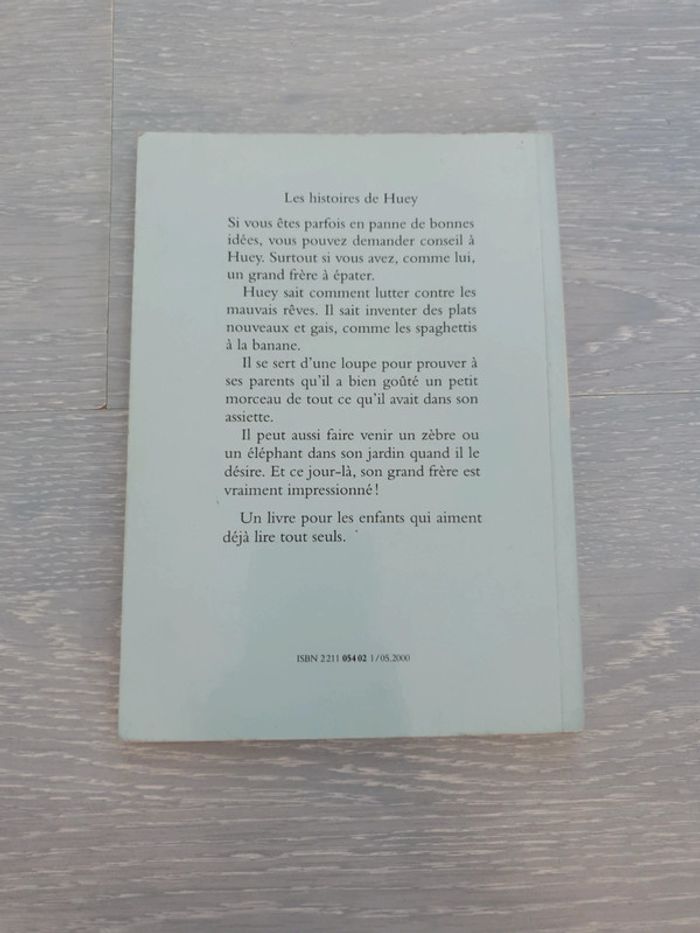 Les histoires de Huey
Si vous êtes parfois en panne de bonnes
idées, vous pouvez demander conseil à
Huey. Surtout si vous avez, comme lui,
un grand frère à épater.
Huey sait comment lutter contre les
mauvais rêves. Il sait inventer des plats
nouveaux et gais, comme les spaghettis
à la banane.
Il se sert d'une loupe pour prouver à
ses parents qu'il a bien goûté un petit
morceau de tout ce qu'il avait dans son
assiette.
Il peut aussi faire venir un zèbre ou
un éléphant dans son jardin quand il le
désire. Et ce jour-là, son grand frère est
vraiment impressionné !
Un livre pour les enfants qui aiment
déjà lire tout seuls.
ISBN 2 211 054 02 1 / 05.2000